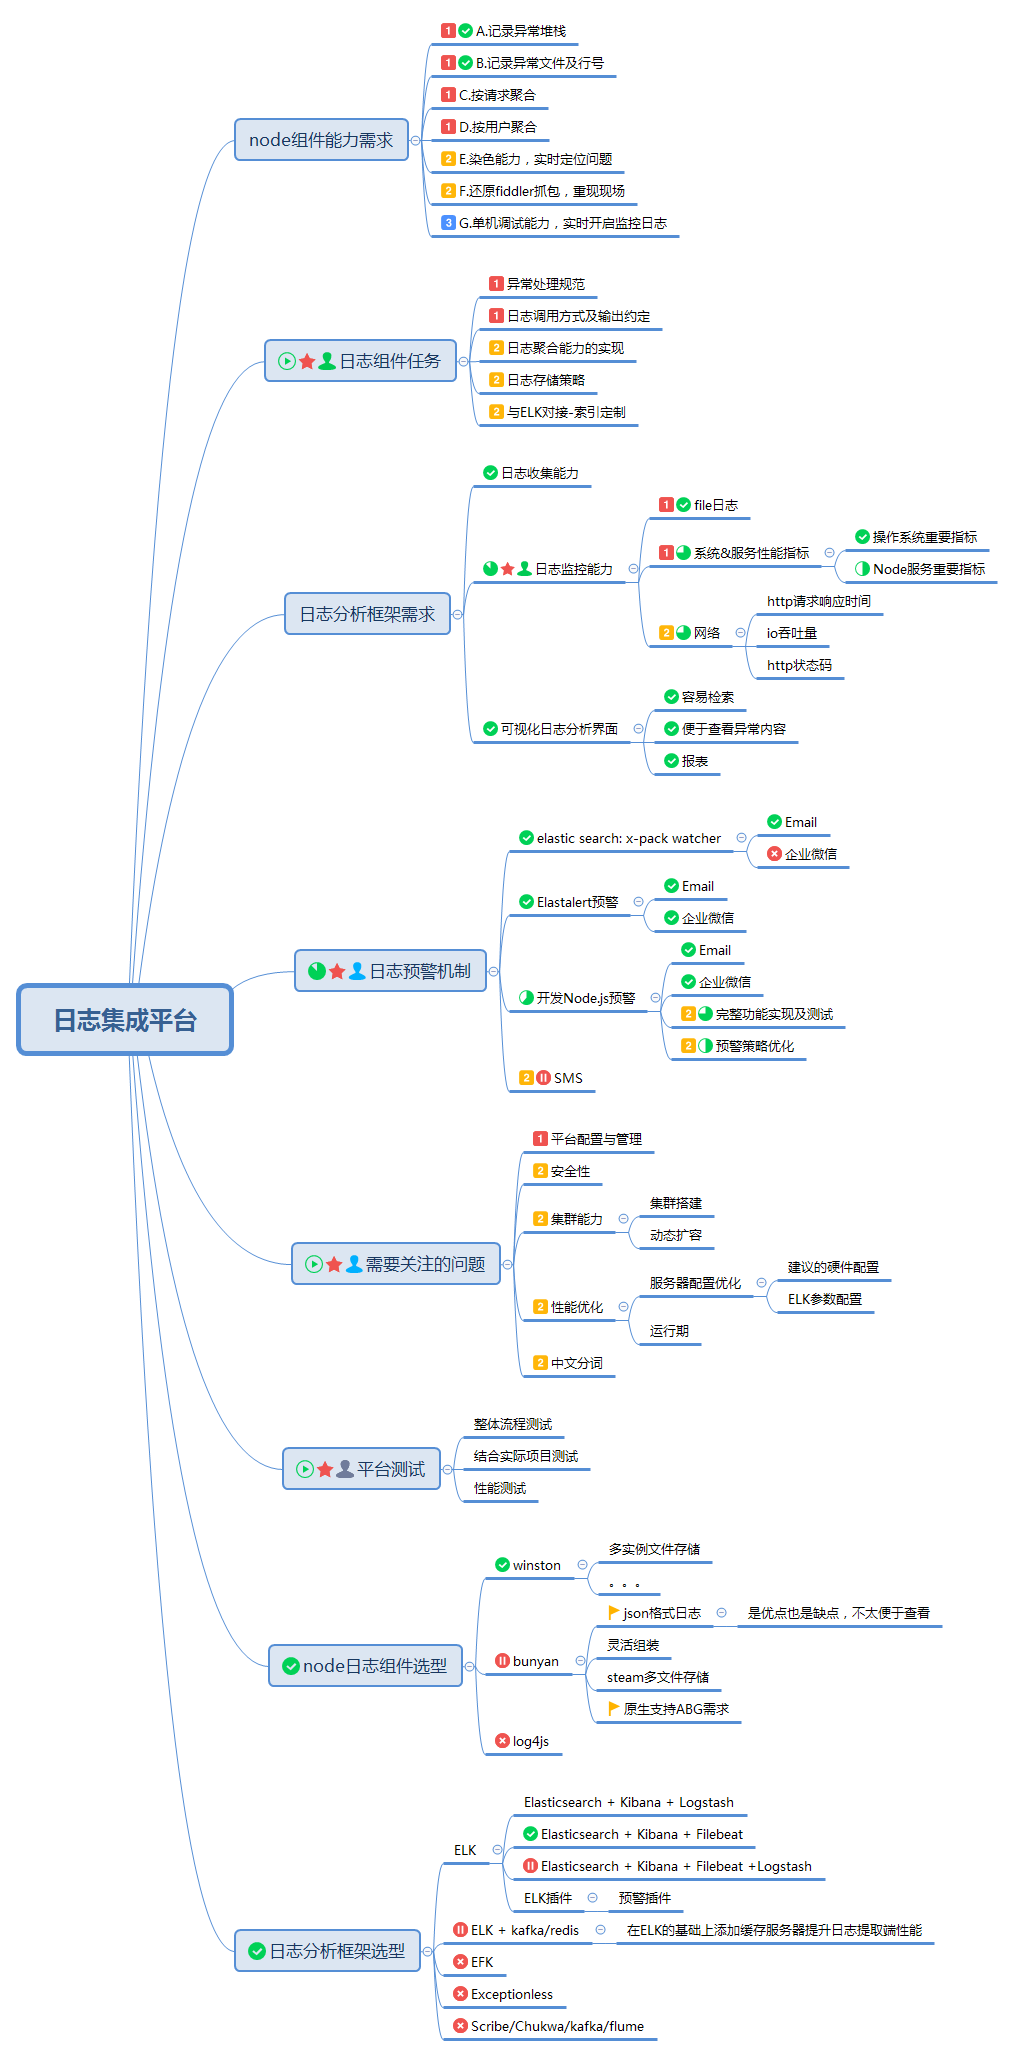 日志集成平台
node组件能力需求
1 A.记录异常堆栈
1 B.记录异常文件及行号
1 C.按请求聚合
1 D.按用户聚合
2 E.染色能力，实时定位问题
2 F.还原fiddler抓包，重现现场
3 G.单机调试能力，实时开启监控日志
日志组件任务
1 异常处理规范
1 日志调用方式及输出约定
2 日志聚合能力的实现
2 日志存储策略
2 与ELK对接-索引定制
日志分析框架需求
日志收集能力
日志监控能力
1 file日志
1 系统&服务性能指标
操作系统重要指标
Node服务重要指标
2 网络
http请求响应时间
io吞吐量
http状态码
可视化日志分析界面
容易检索
便于查看异常内容
报表
日志预警机制
elastic search: x-pack watcher
Email
企业微信
Elastalert预警
Email
企业微信
开发Node.js预警
Email
企业微信
2 完整功能实现及测试
2 预警策略优化
2 SMS
需要关注的问题
1 平台配置与管理
2 安全性
2 集群能力
集群搭建
动态扩容
2 性能优化
服务器配置优化
建议的硬件配置
ELK参数配置
运行期
2 中文分词
平台测试
整体流程测试
结合实际项目测试
性能测试
node日志组件选型
winston
多实例文件存储
。。。
bunyan
json格式日志
是优点也是缺点，不太便于查看
灵活组装
steam多文件存储
原生支持ABG需求
log4js
日志分析框架选型
ELK
Elasticsearch + Kibana + Logstash
Elasticsearch + Kibana + Filebeat
Elasticsearch + Kibana + Filebeat +Logstash
ELK插件
预警插件
ELK + kafka/redis
在ELK的基础上添加缓存服务器提升日志提取端性能
EFK
Exceptionless
Scribe/Chukwa/kafka/flume